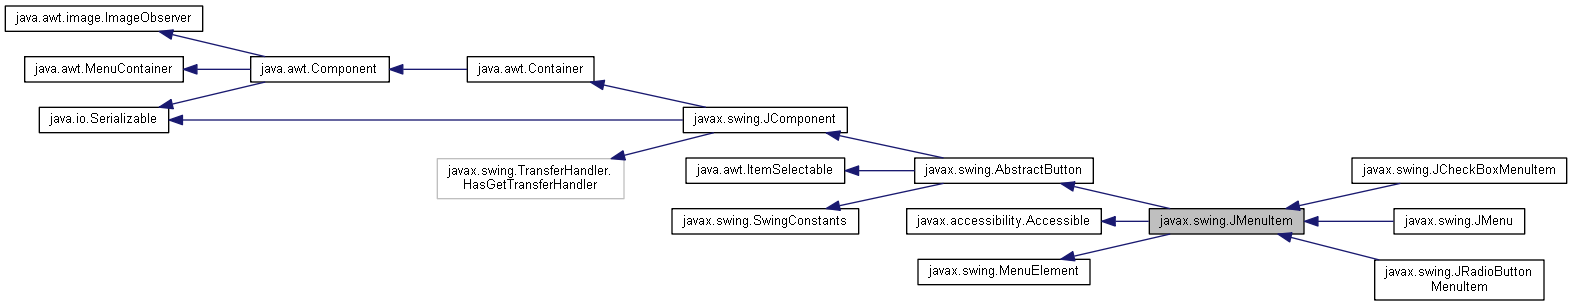 java.awt.image.ImageObserver
java.awt.MenuContainer
java.awt.Component
java.awt.Container
java.io.Serializable
javax.swing.JComponent
javax.swing.TransferHandler.
HasGetTransferHandler
java.awt.ItemSelectable
javax.swing.AbstractButton
javax.swing.JCheckBoxMenuItem
javax.swing.SwingConstants
javax.accessibility.Accessible
javax.swing.JMenuItem
javax.swing.JMenu
javax.swing.MenuElement
javax.swing.JRadioButton
MenuItem